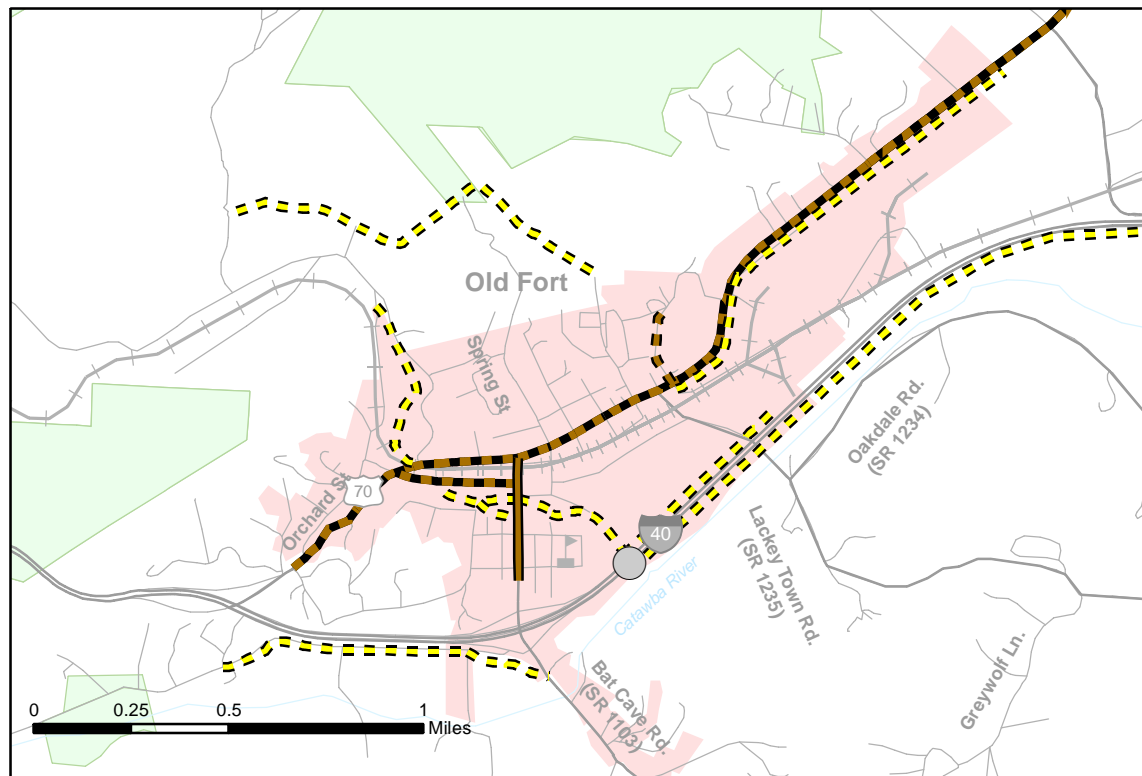 Old Fort
Spring St
Orchard St
70
40
Oakdale Rd.
(SR 1234)
Lackey Town Rd.
(SR 1235)
Catawba River
Bat Cave Rd.
(SR 1103)
Greywolf Ln.
0 0.25 0.5 1
Miles